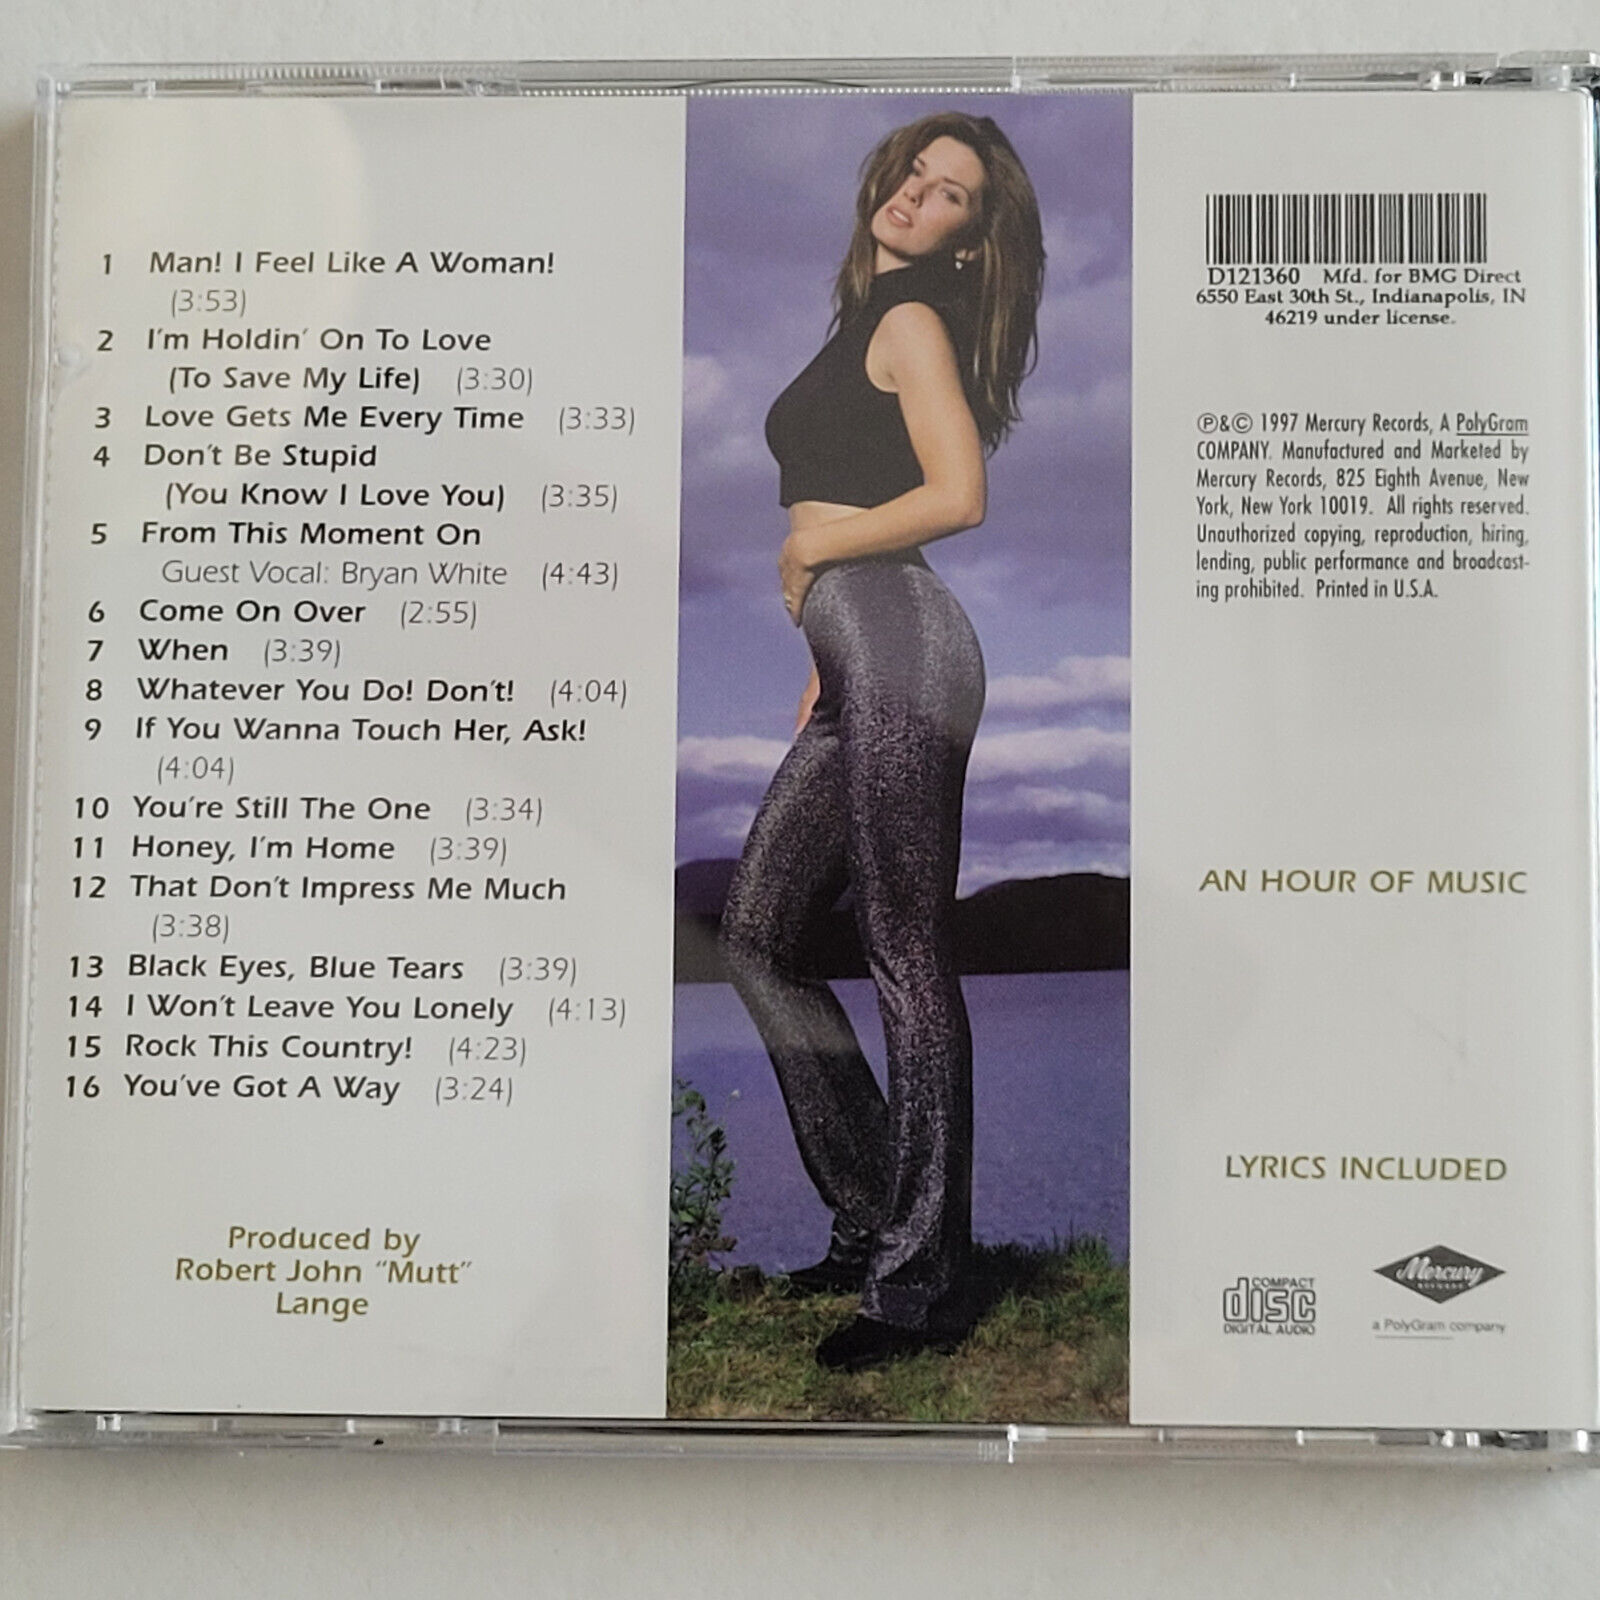 1 Man! I Feel Like A Woman!
(3:53)
2 I'm Holdin' On To Love
(To Save My Life) (3:30)
3 Love Gets Me Every Time (3:33)
4 Don't Be Stupid
(You Know I Love You) (3:35)
5 From This Moment On
Guest Vocal: Bryan White (4:43)
6 Come On Over (2:55)
7 When (3:39)
8 Whatever You Do! Don't! (4:04)
9 If You Wanna Touch Her, Ask!
(4:04)
10 You're Still The One (3:34)
11 Honey, I'm Home (3:39)
12 That Don't Impress Me Much
(3:38)
13 Black Eyes, Blue Tears (3:39)
14 I Won't Leave You Lonely (4:13)
15 Rock This Country! (4:23)
16 You've Got A Way (3:24)
Produced by
Robert John "Mutt"
Lange
D121360 Mfd. for BMG Direct
6550 East 30th St., Indianapolis, IN
46219 under license.
℗&© 1997 Mercury Records, A PolyGram
COMPANY. Manufactured and Marketed by
Mercury Records, 825 Eighth Avenue, New
York, New York 10019. All rights reserved.
Unauthorized copying, reproduction, hiring,
lending, public performance and broadcast-
ing prohibited. Printed in U.S.A.
AN HOUR OF MUSIC
LYRICS INCLUDED
COMPACT
disc
DIGITAL AUDIO
Mercury
RECORDS
a PolyGram company